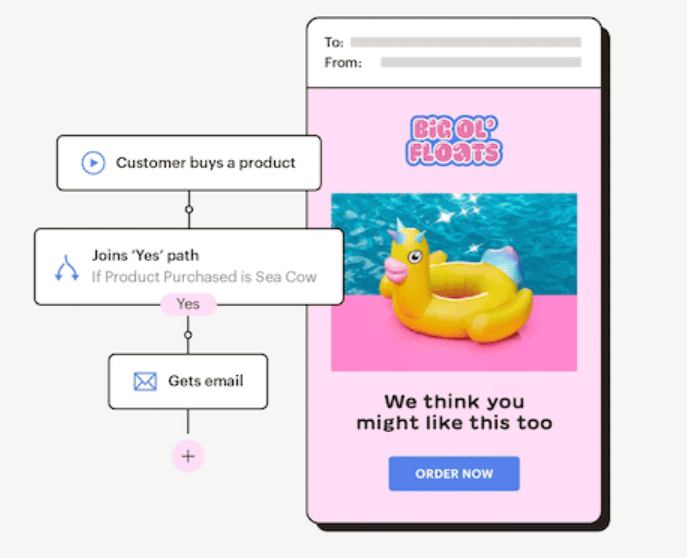 To:
From:
BIG OL'
FLOATS
Customer buys a product
Joins ‘Yes’ path
If Product Purchased is Sea Cow
Yes
Gets email
We think you
might like this too
ORDER NOW